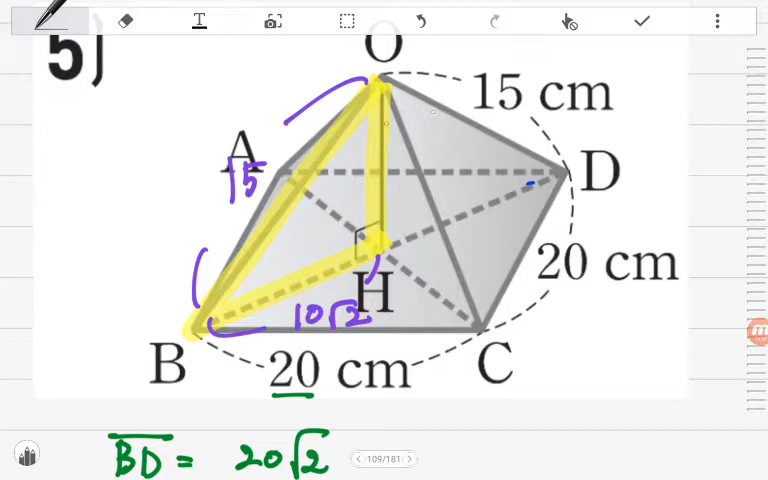 T
5)
O
15 cm
A
15
D
20 cm
H
10√2
B
20 cm
C
BD = 20√2
109/181